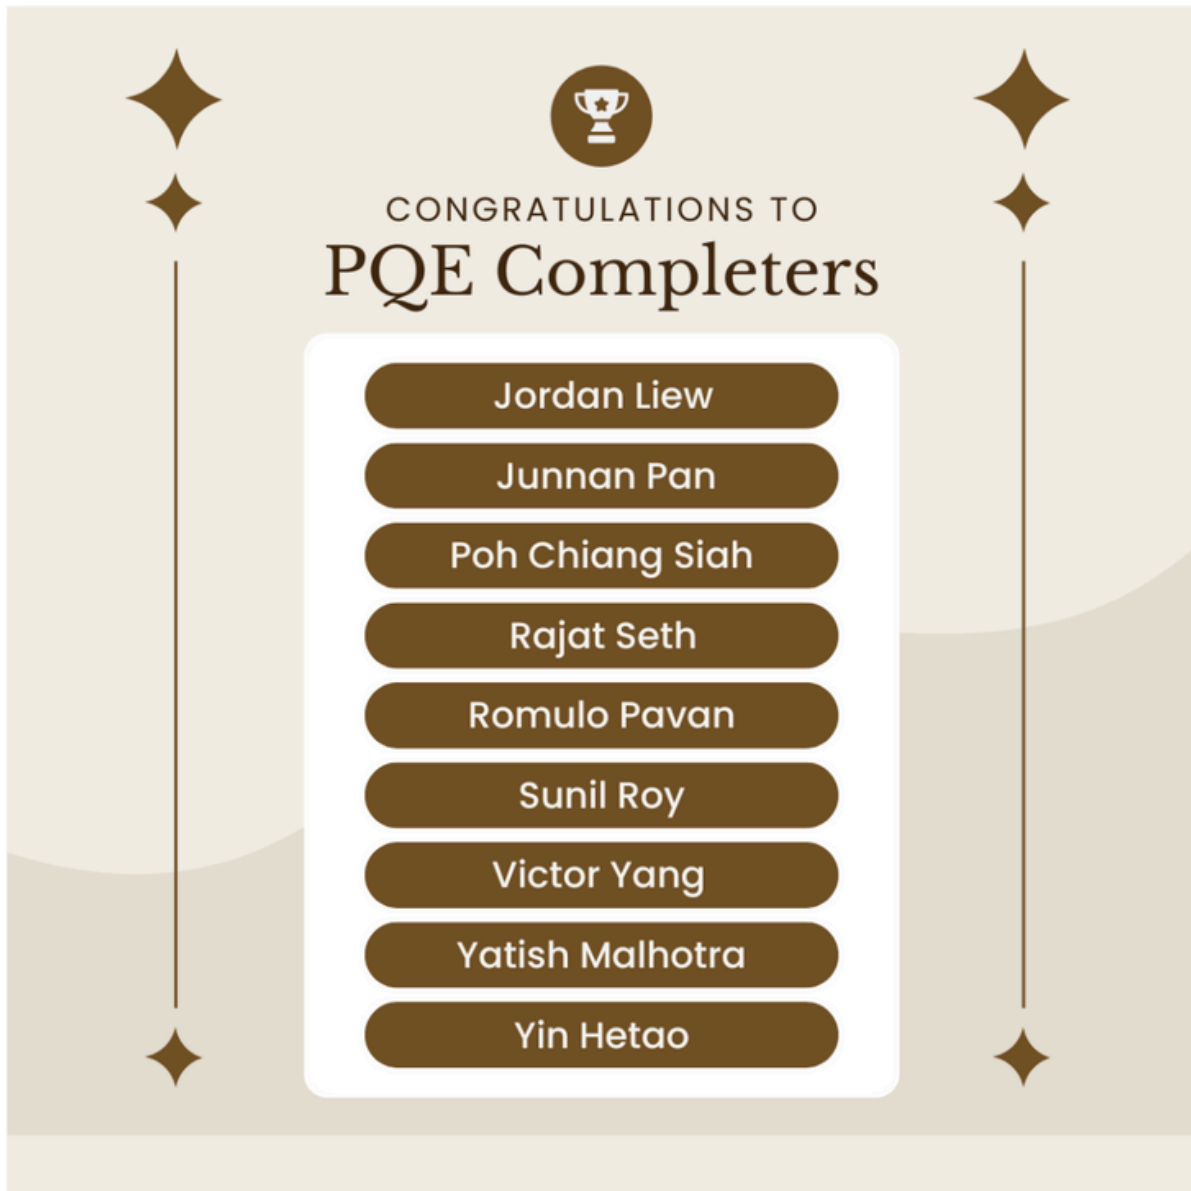 CONGRATULATIONS TO
PQE Completers
Jordan Liew
Junnan Pan
Poh Chiang Siah
Rajat Seth
Romulo Pavan
Sunil Roy
Victor Yang
Yatish Malhotra
Yin Hetao